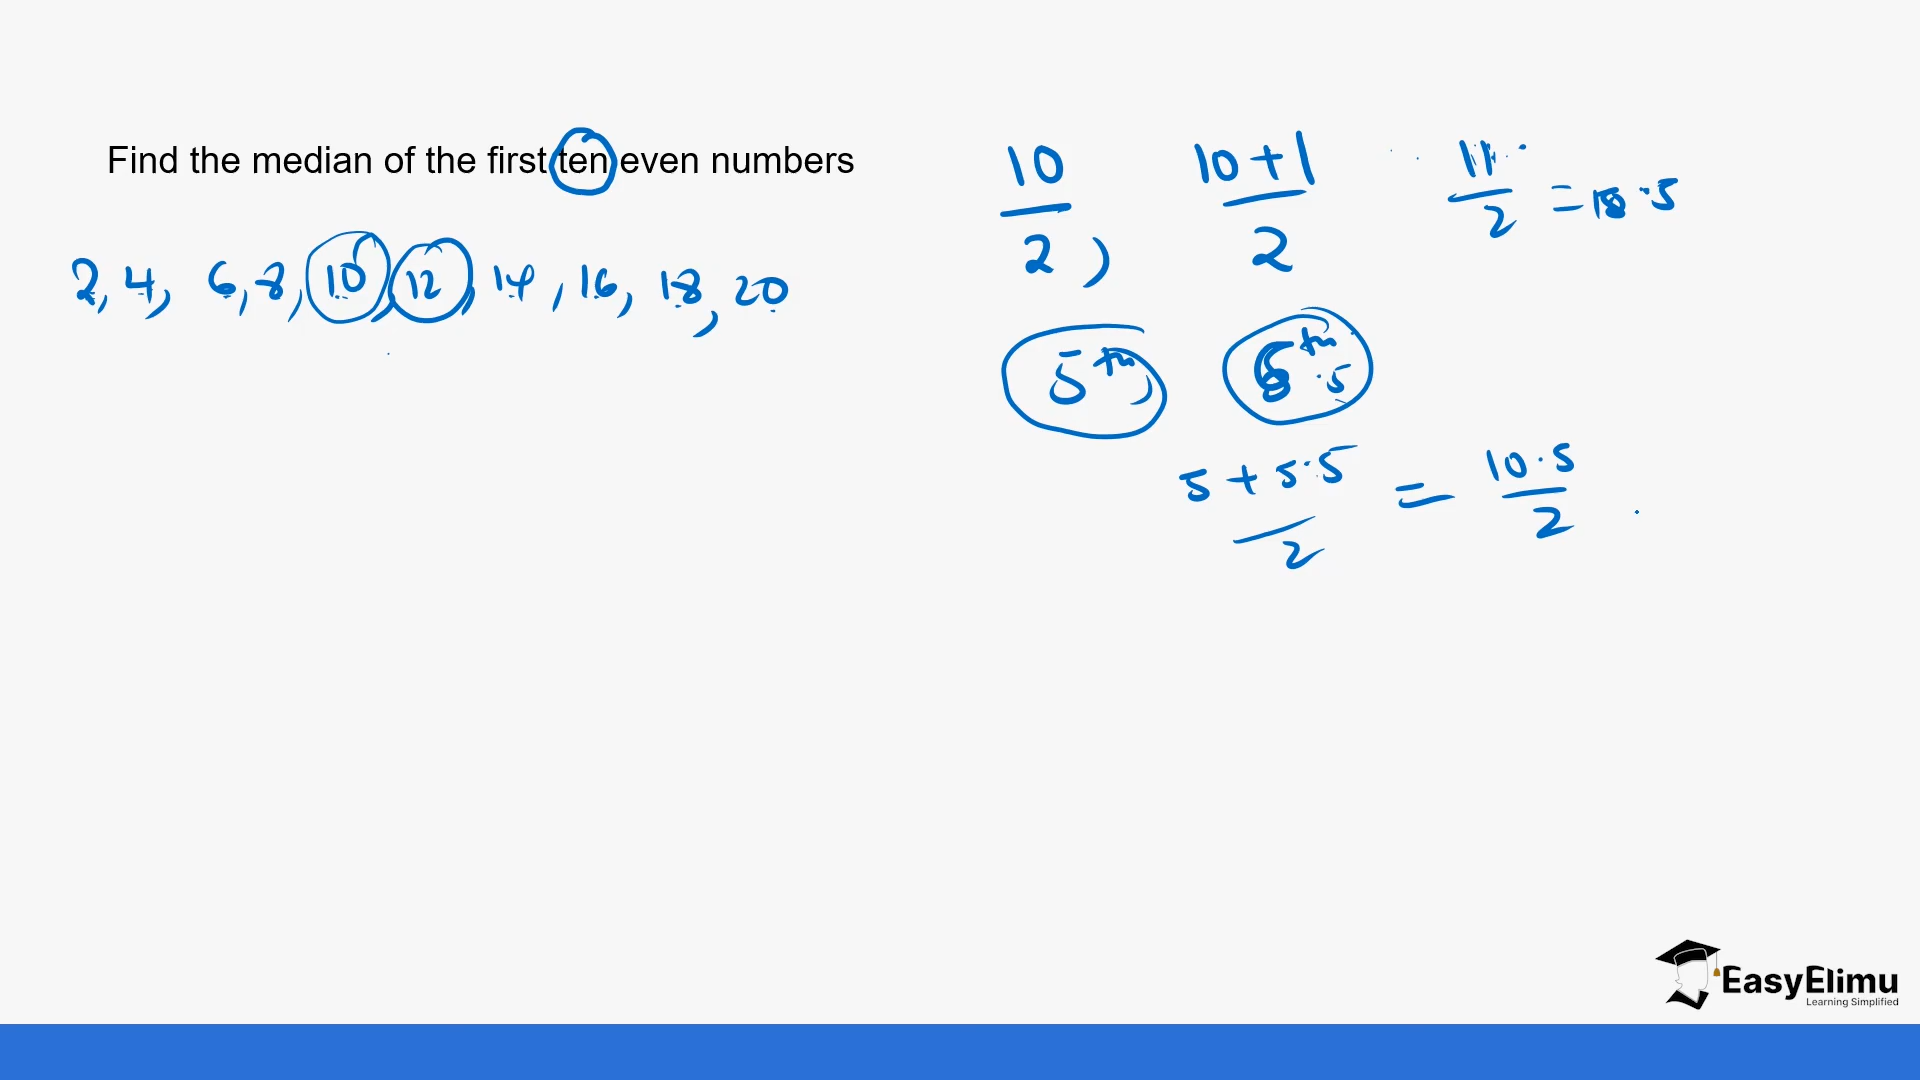 Find the median of the first ten even numbers
2, 4, 6, 8, 10, 12, 14, 16, 18, 20
10/2, 10+1/2 11/2 = 5.5
5th 5th .5
5 + 5.5/2 = 10.5/2
EasyElimu
Learning Simplified